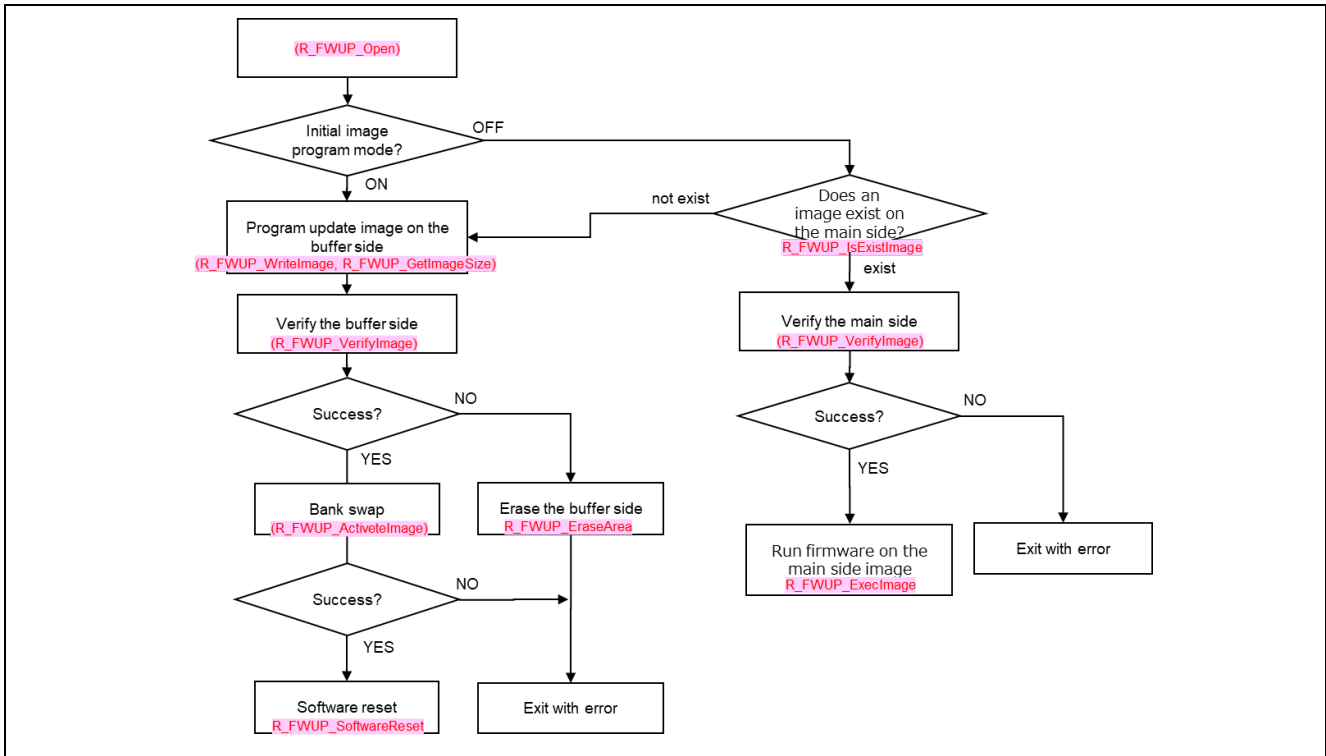 (R_FWUP_Open)
Initial image
program mode?
OFF
ON
Does an
image exist on
the main side?
R_FWUP_IsExistImage
not exist
exist
Program update image on the
buffer side
(R_FWUP_WriteImage, R_FWUP_GetImageSize)
Verify the buffer side
(R_FWUP_VerifyImage)
Verify the main side
(R_FWUP_VerifyImage)
Success?
NO
YES
Success?
NO
YES
Bank swap
(R_FWUP_ActiveteImage)
Erase the buffer side
R_FWUP_EraseArea
Run firmware on the
main side image
R_FWUP_ExecImage
Exit with error
Success?
NO
YES
Software reset
R_FWUP_SoftwareReset
Exit with error